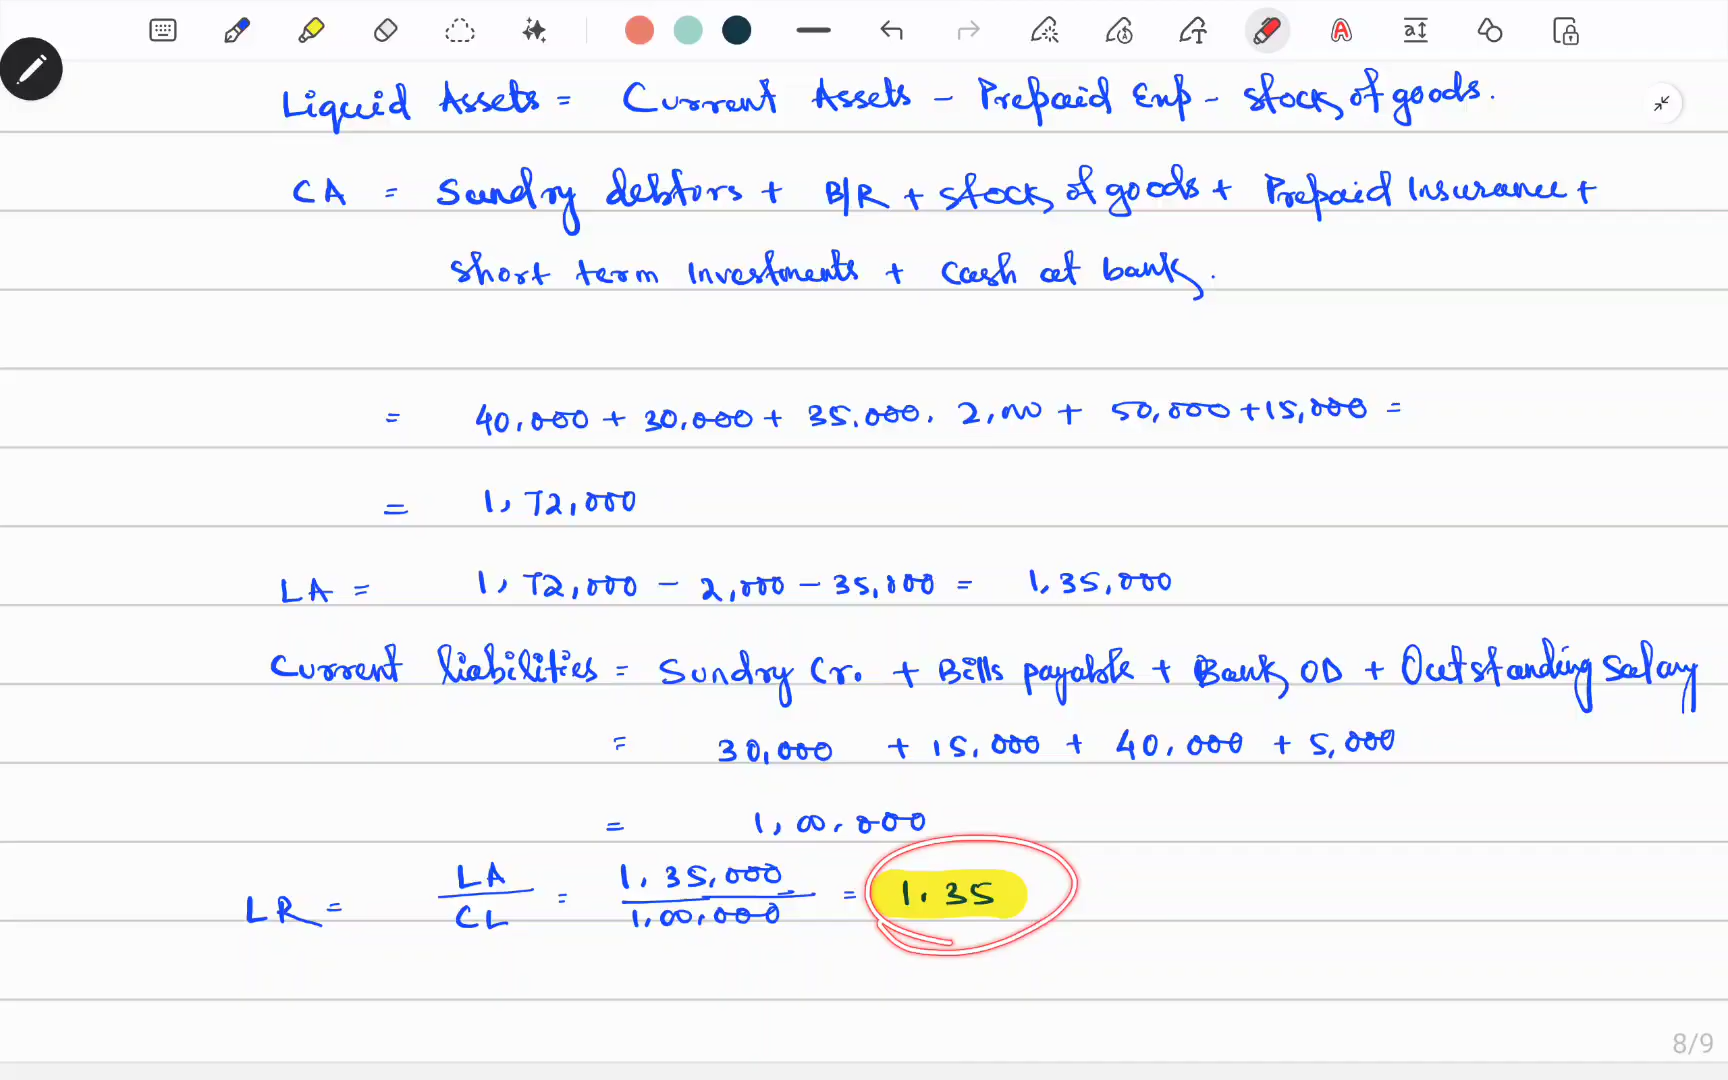 Liquid Assets = Current Assets - Prepaid Exp - stock of goods.
CA = Sundry debtors + B/R + stock of goods + Prepaid Insurance +
short term Investments + cash at bank.
= 40,000 + 30,000 + 35,000. 2,000 + 50,000 + 15,000 =
= 1,72,000
LA = 1,72,000 - 2,000 - 35,000 = 1,35,000
Current liabilities = Sundry Cr. + Bills payable + Bank OD + Outstanding Salary
= 30,000 + 15,000 + 40,000 + 5,000
= 1,00,000
LR = LA/CL = 1,35,000/1,00,000 = 1.35
8/9